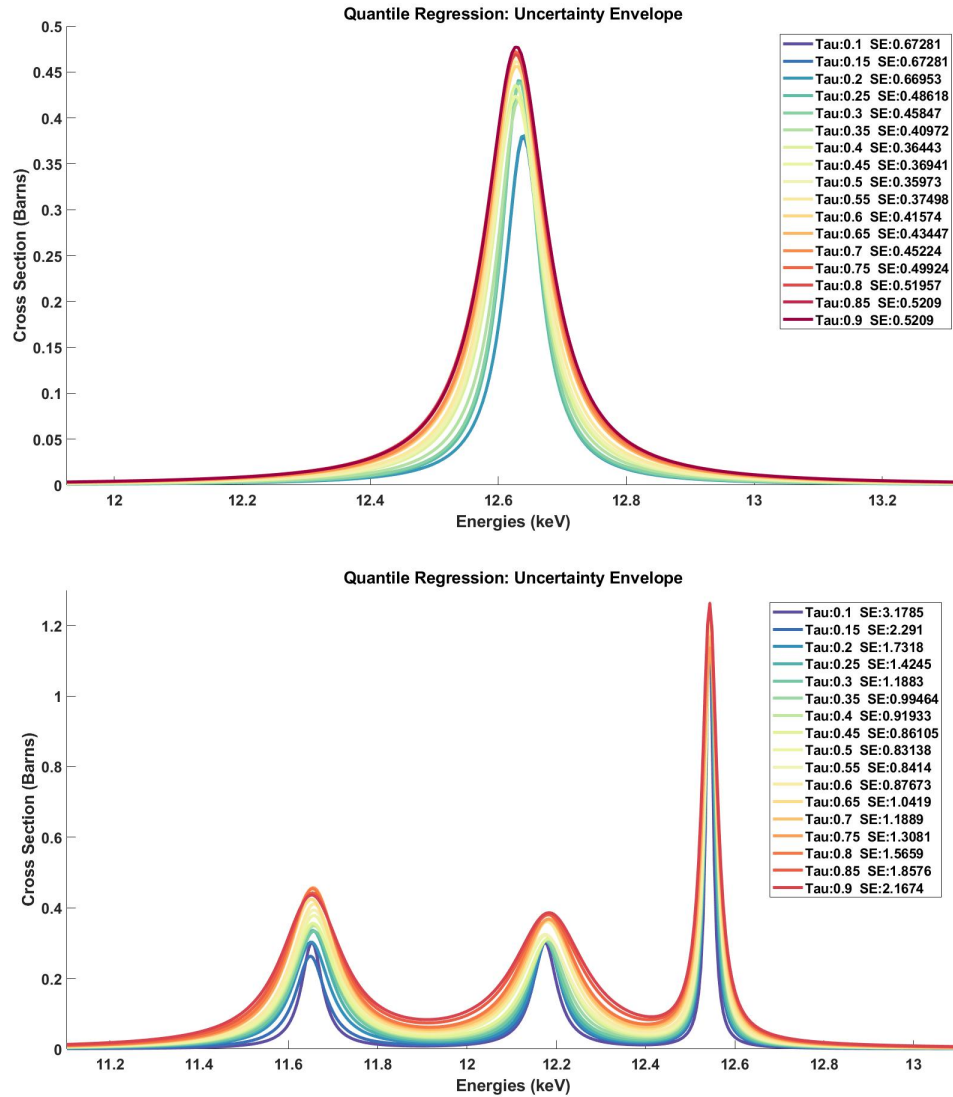 Quantile Regression: Uncertainty Envelope
0.5
0.45
0.4
0.35
0.3
0.25
0.2
0.15
0.1
0.05
0
Cross Section (Barns)
12
12.2
12.4
12.6
12.8
13
13.2
Energies (keV)
Tau:0.1 SE:0.67281
Tau:0.15 SE:0.67281
Tau:0.2 SE:0.66953
Tau:0.25 SE:0.48618
Tau:0.3 SE:0.45847
Tau:0.35 SE:0.40972
Tau:0.4 SE:0.36443
Tau:0.45 SE:0.36941
Tau:0.5 SE:0.35973
Tau:0.55 SE:0.37498
Tau:0.6 SE:0.41574
Tau:0.65 SE:0.43447
Tau:0.7 SE:0.45224
Tau:0.75 SE:0.49924
Tau:0.8 SE:0.51957
Tau:0.85 SE:0.5209
Tau:0.9 SE:0.5209
Quantile Regression: Uncertainty Envelope
1.2
1
0.8
0.6
0.4
0.2
0
Cross Section (Barns)
11.2
11.4
11.6
11.8
12
12.2
12.4
12.6
12.8
13
Energies (keV)
Tau:0.1 SE:3.1785
Tau:0.15 SE:2.291
Tau:0.2 SE:1.7318
Tau:0.25 SE:1.4245
Tau:0.3 SE:1.1883
Tau:0.35 SE:0.99464
Tau:0.4 SE:0.91933
Tau:0.45 SE:0.86105
Tau:0.5 SE:0.83138
Tau:0.55 SE:0.8414
Tau:0.6 SE:0.87673
Tau:0.65 SE:1.0419
Tau:0.7 SE:1.1889
Tau:0.75 SE:1.3081
Tau:0.8 SE:1.5659
Tau:0.85 SE:1.8576
Tau:0.9 SE:2.1674